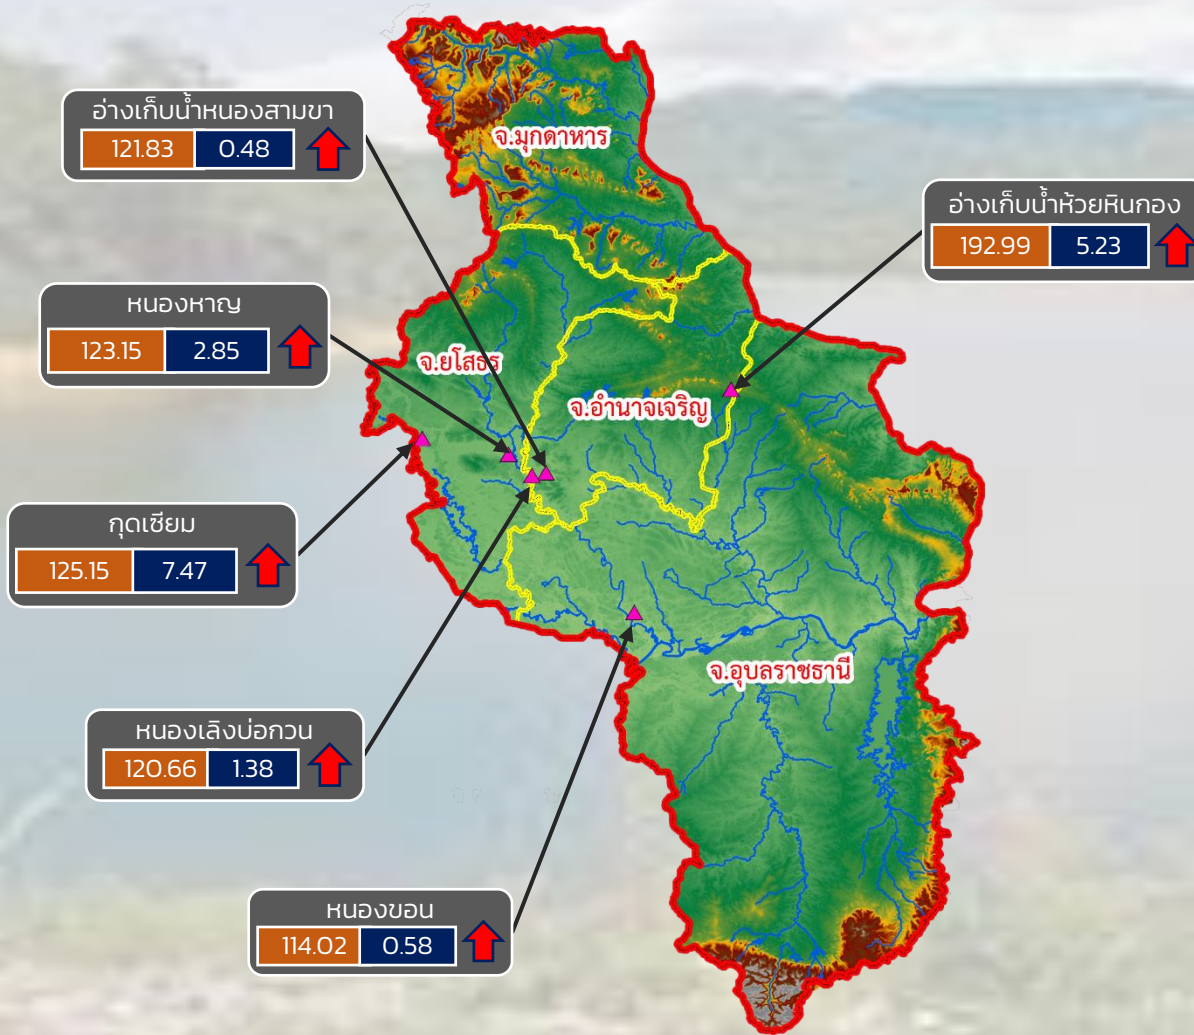 อ่างเก็บน้ำหนองสามขา
121.83 0.48
จ.มุกดาหาร
อ่างเก็บน้ำห้วยหินกอง
192.99 5.23
หนองหาญ
123.15 2.85
จ.ยโสธร
จ.อำนาจเจริญ
กุดเซียม
125.15 7.47
จ.อุบลราชธานี
หนองเลิงบ่อกวน
120.66 1.38
หนองขอน
114.02 0.58